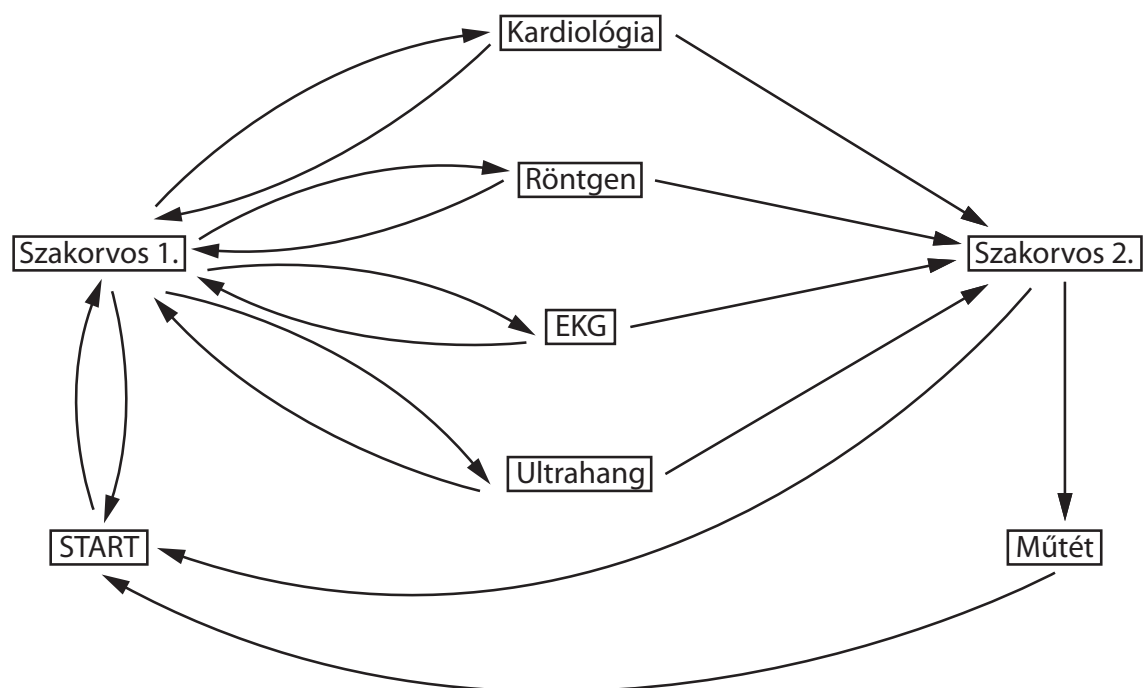 Kardiológia
Röntgen
Szakorvos 1.
Szakorvos 2.
EKG
Ultrahang
START
Műtét